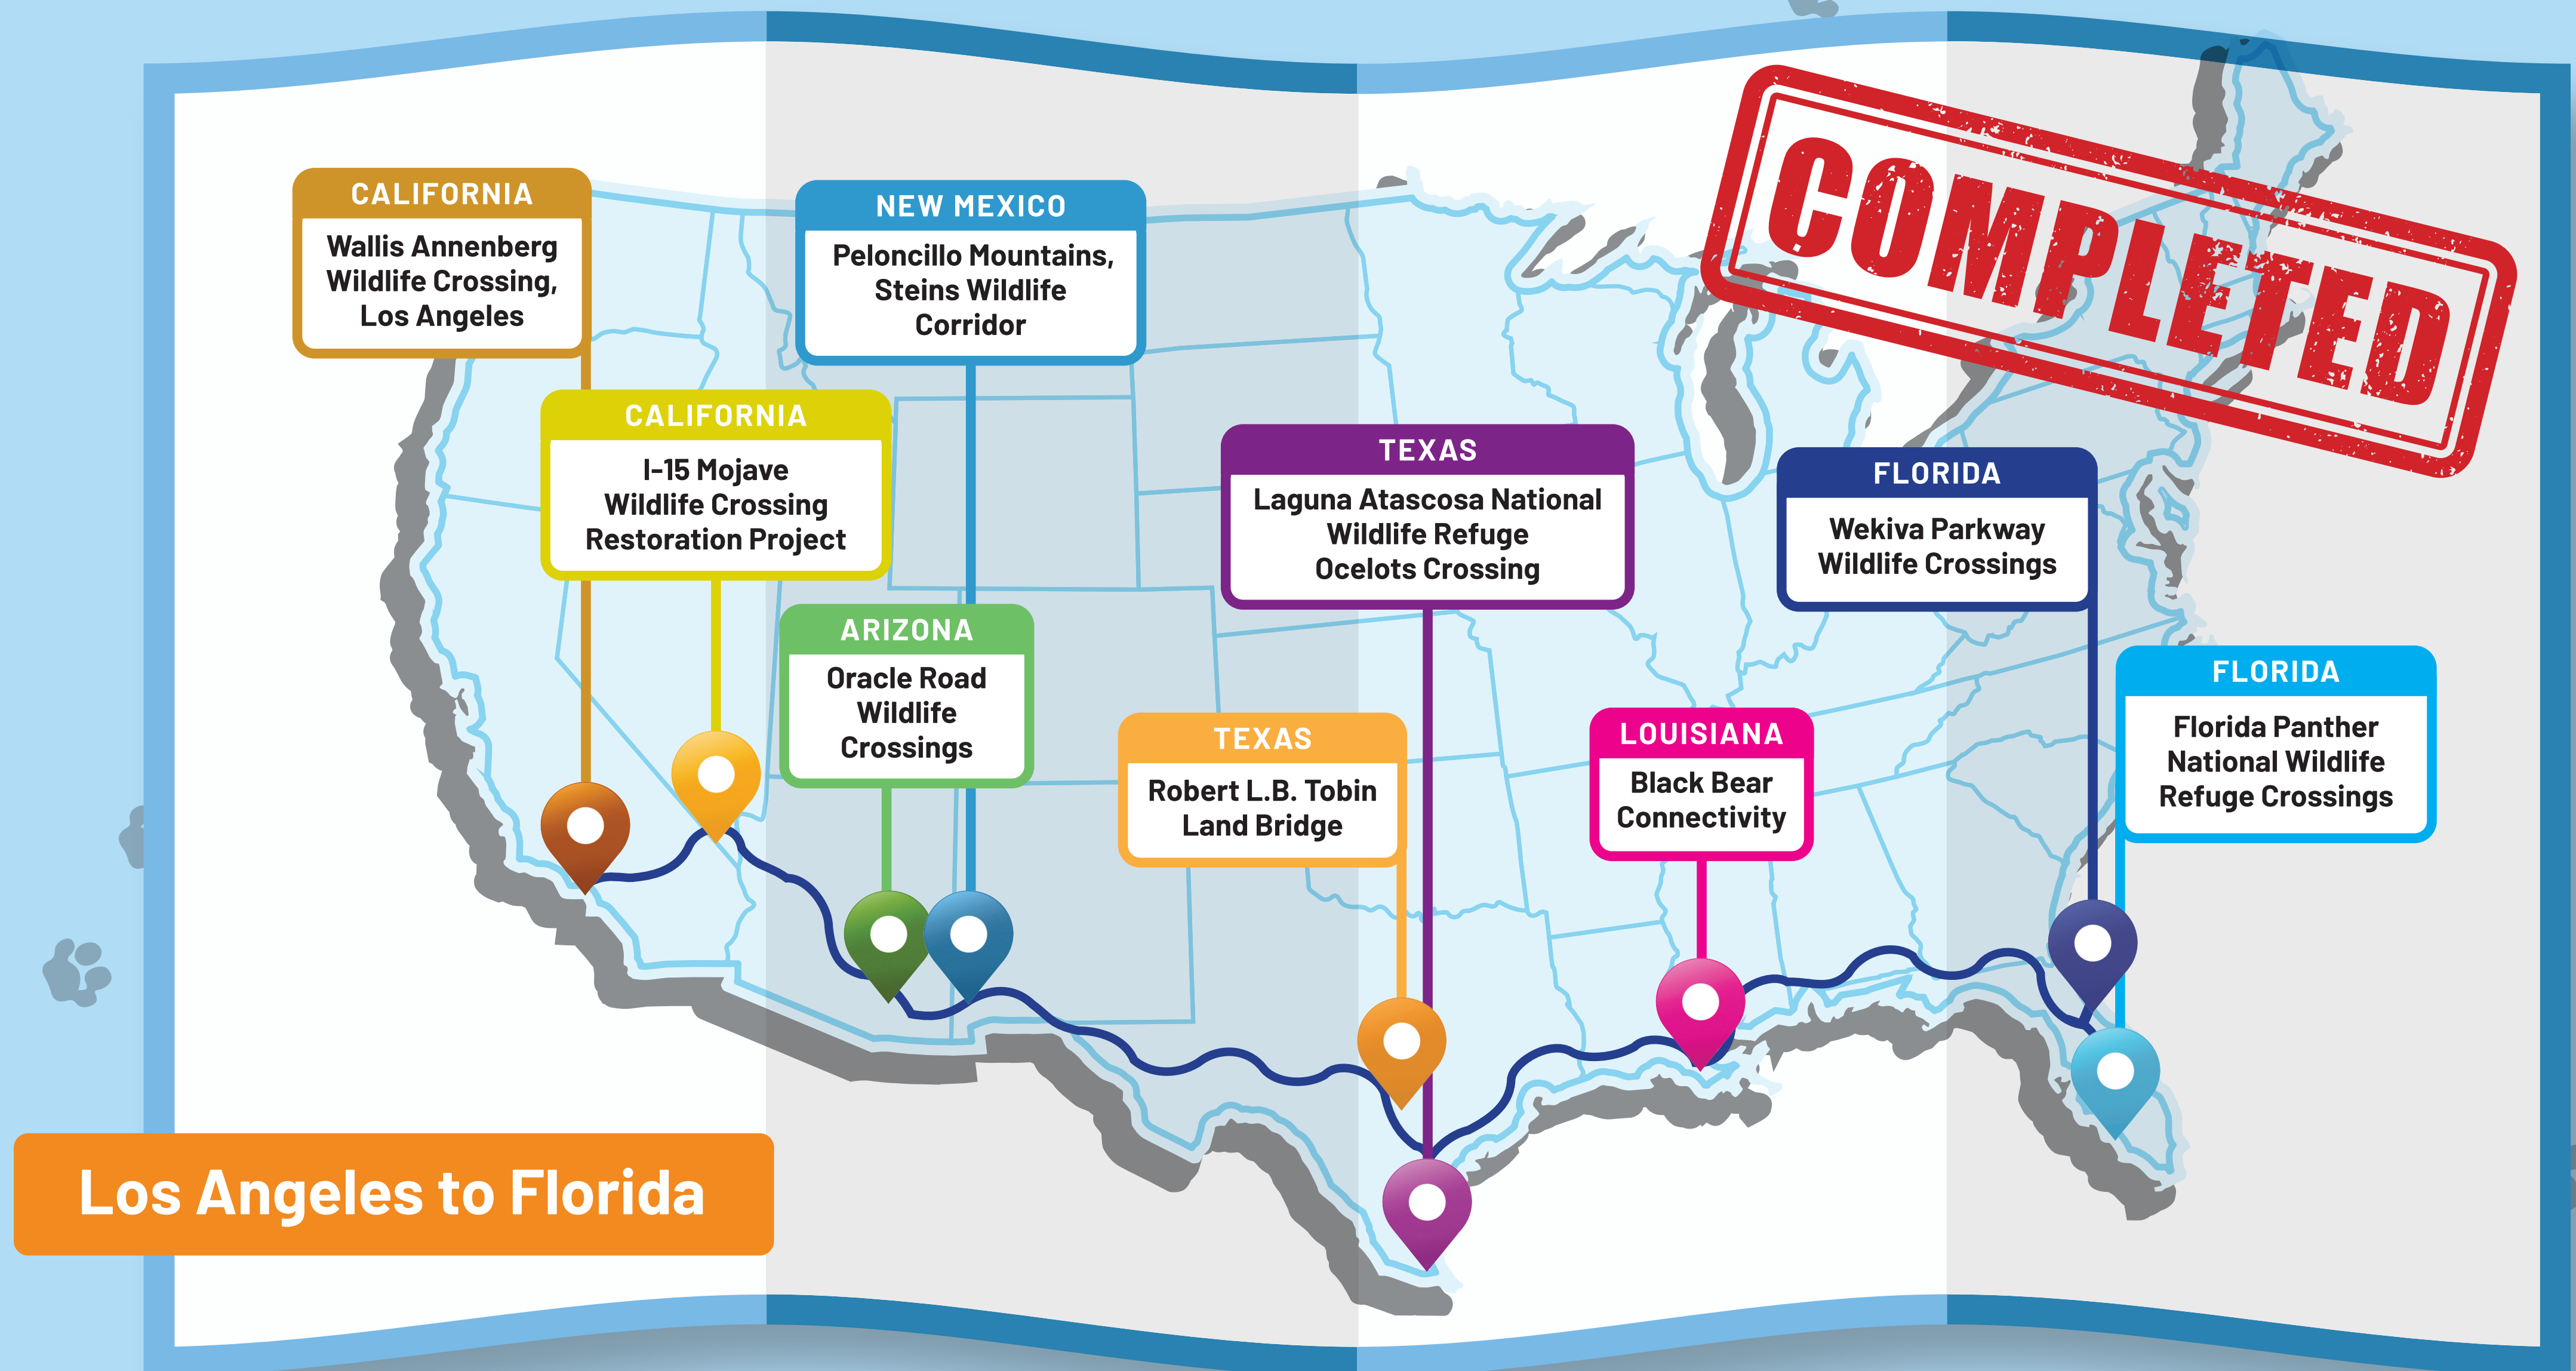 CALIFORNIA
Wallis Annenberg
Wildlife Crossing,
Los Angeles
CALIFORNIA
I-15 Mojave
Wildlife Crossing
Restoration Project
NEW MEXICO
Peloncillo Mountains,
Steins Wildlife
Corridor
ARIZONA
Oracle Road
Wildlife
Crossings
TEXAS
Robert L.B. Tobin
Land Bridge
TEXAS
Laguna Atascosa National
Wildlife Refuge
Ocelots Crossing
LOUISIANA
Black Bear
Connectivity
FLORIDA
Wekiva Parkway
Wildlife Crossings
FLORIDA
Florida Panther
National Wildlife
Refuge Crossings
COMPLETED
Los Angeles to Florida